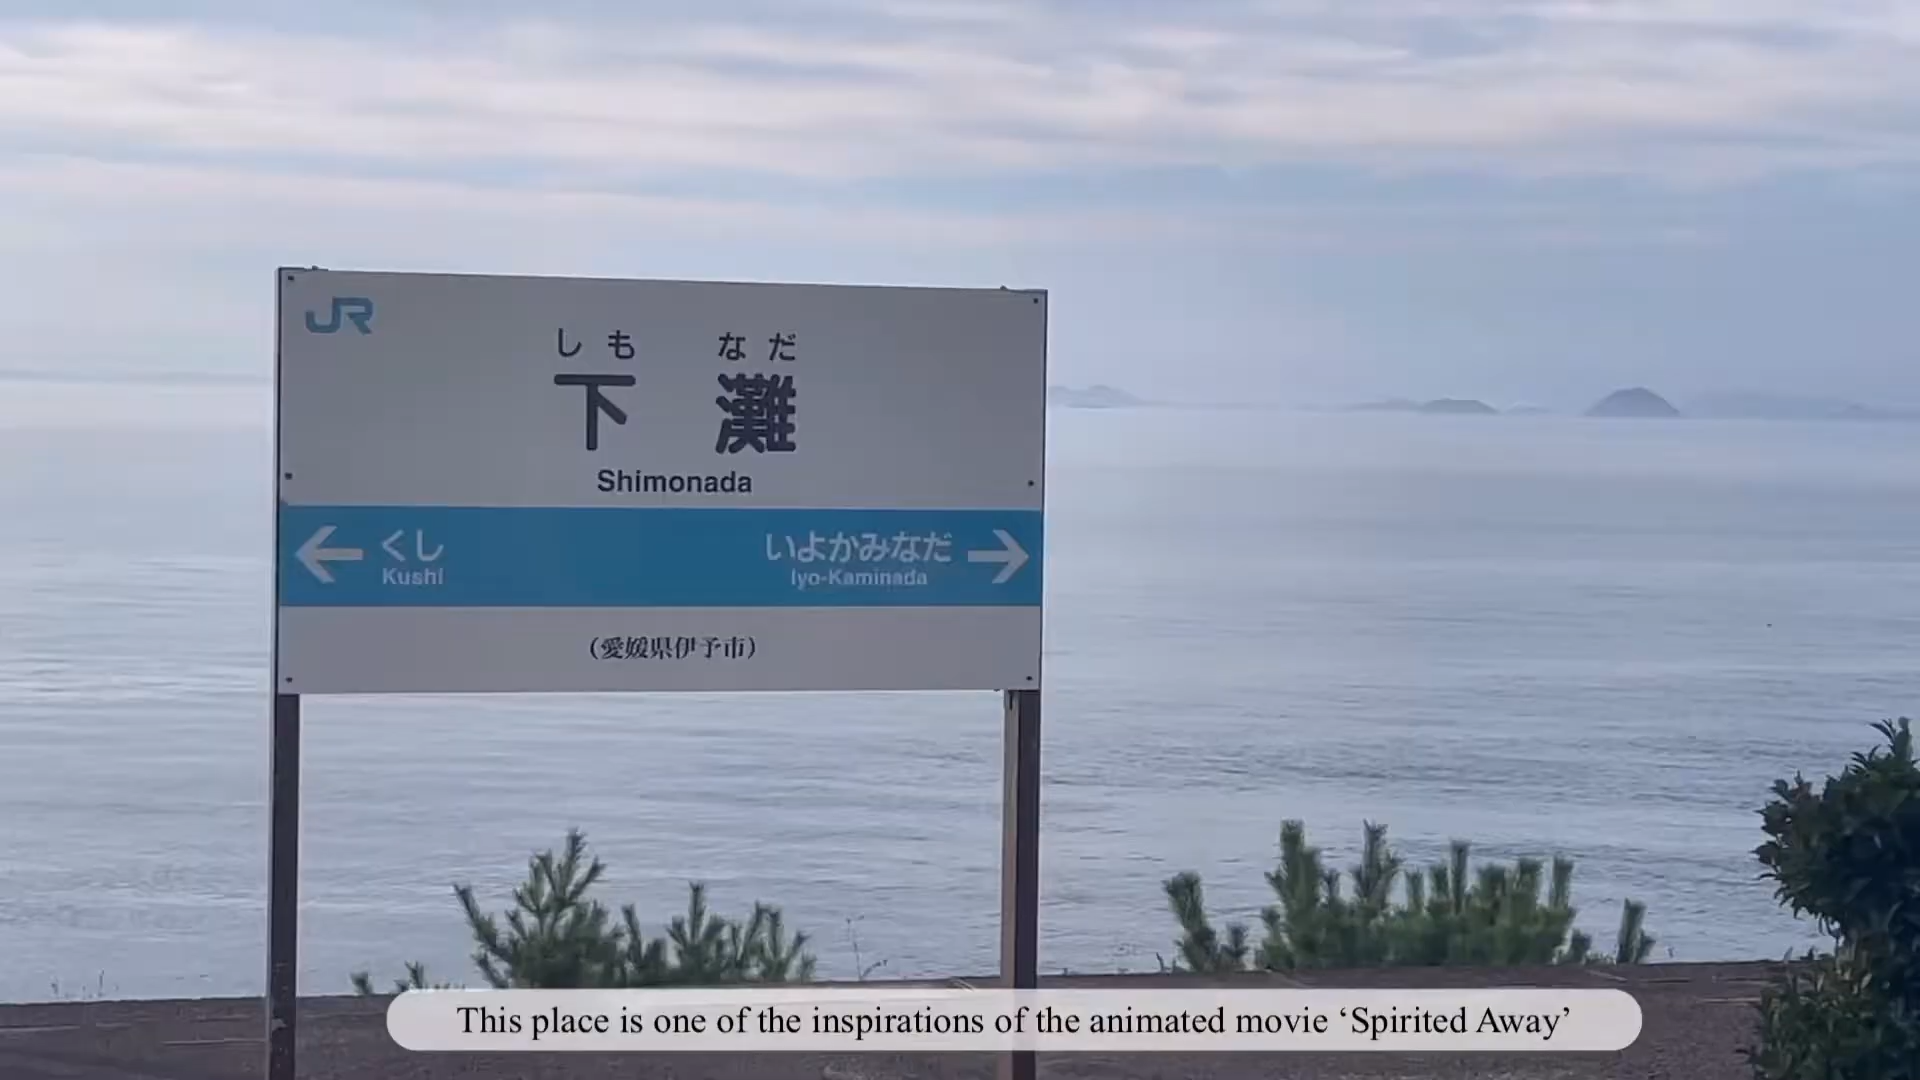 JR
しも なだ
下 灘
Shimonada
← くし いよかみなだ →
Kushi Iyo-Kaminada
（愛媛県伊予市）
This place is one of the inspirations of the animated movie ‘Spirited Away’